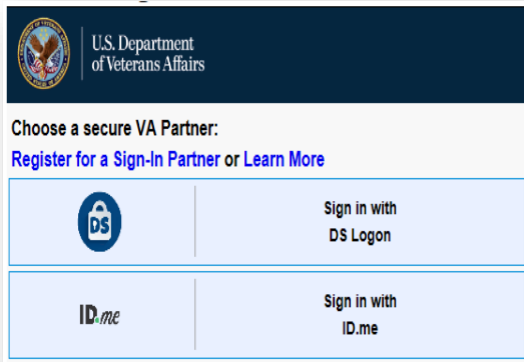 U.S. Department
of Veterans Affairs
Choose a secure VA Partner:
Register for a Sign-In Partner or Learn More
DS
Sign in with
DS Logon
ID.me
Sign in with
ID.me